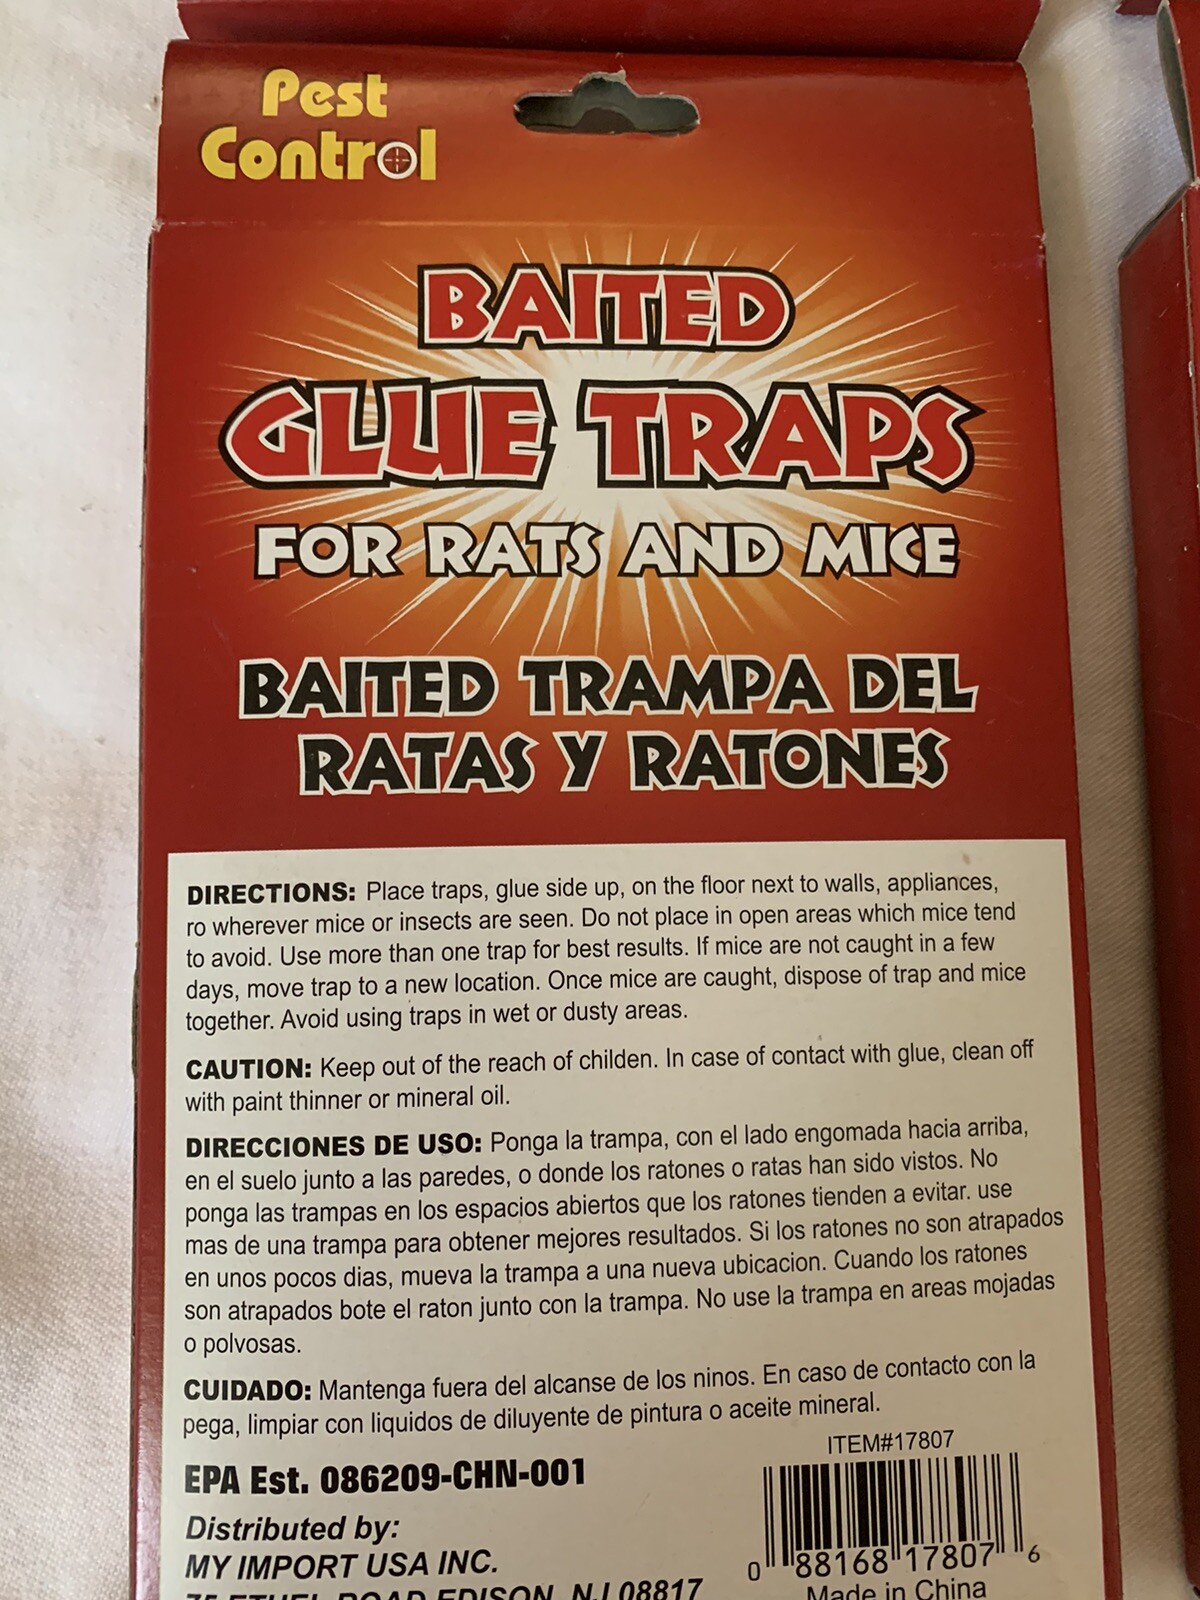 Pest
Control
BAITED
GLUE TRAPS
FOR RATS AND MICE
BAITED TRAMPA DEL
RATAS Y RATONES
DIRECTIONS: Place traps, glue side up, on the floor next to walls, appliances,
ro wherever mice or insects are seen. Do not place in open areas which mice tend
to avoid. Use more than one trap for best results. If mice are not caught in a few
days, move trap to a new location. Once mice are caught, dispose of trap and mice
together. Avoid using traps in wet or dusty areas.
CAUTION: Keep out of the reach of childen. In case of contact with glue, clean off
with paint thinner or mineral oil.
DIRECCIONES DE USO: Ponga la trampa, con el lado engomada hacia arriba,
en el suelo junto a las paredes, o donde los ratones o ratas han sido vistos. No
ponga las trampas en los espacios abiertos que los ratones tienden a evitar. use
mas de una trampa para obtener mejores resultados. Si los ratones no son atrapados
en unos pocos dias, mueva la trampa a una nueva ubicacion. Cuando los ratones
son atrapados bote el raton junto con la trampa. No use la trampa en areas mojadas
o polvosas.
CUIDADO: Mantenga fuera del alcanse de los ninos. En caso de contacto con la
pega, limpiar con liquidos de diluyente de pintura o aceite mineral.
ITEM#17807
EPA Est. 086209-CHN-001
Distributed by:
MY IMPORT USA INC.
75 ETHEL ROAD EDISON, NJ 08817
0 88168 17807 6
Made in China